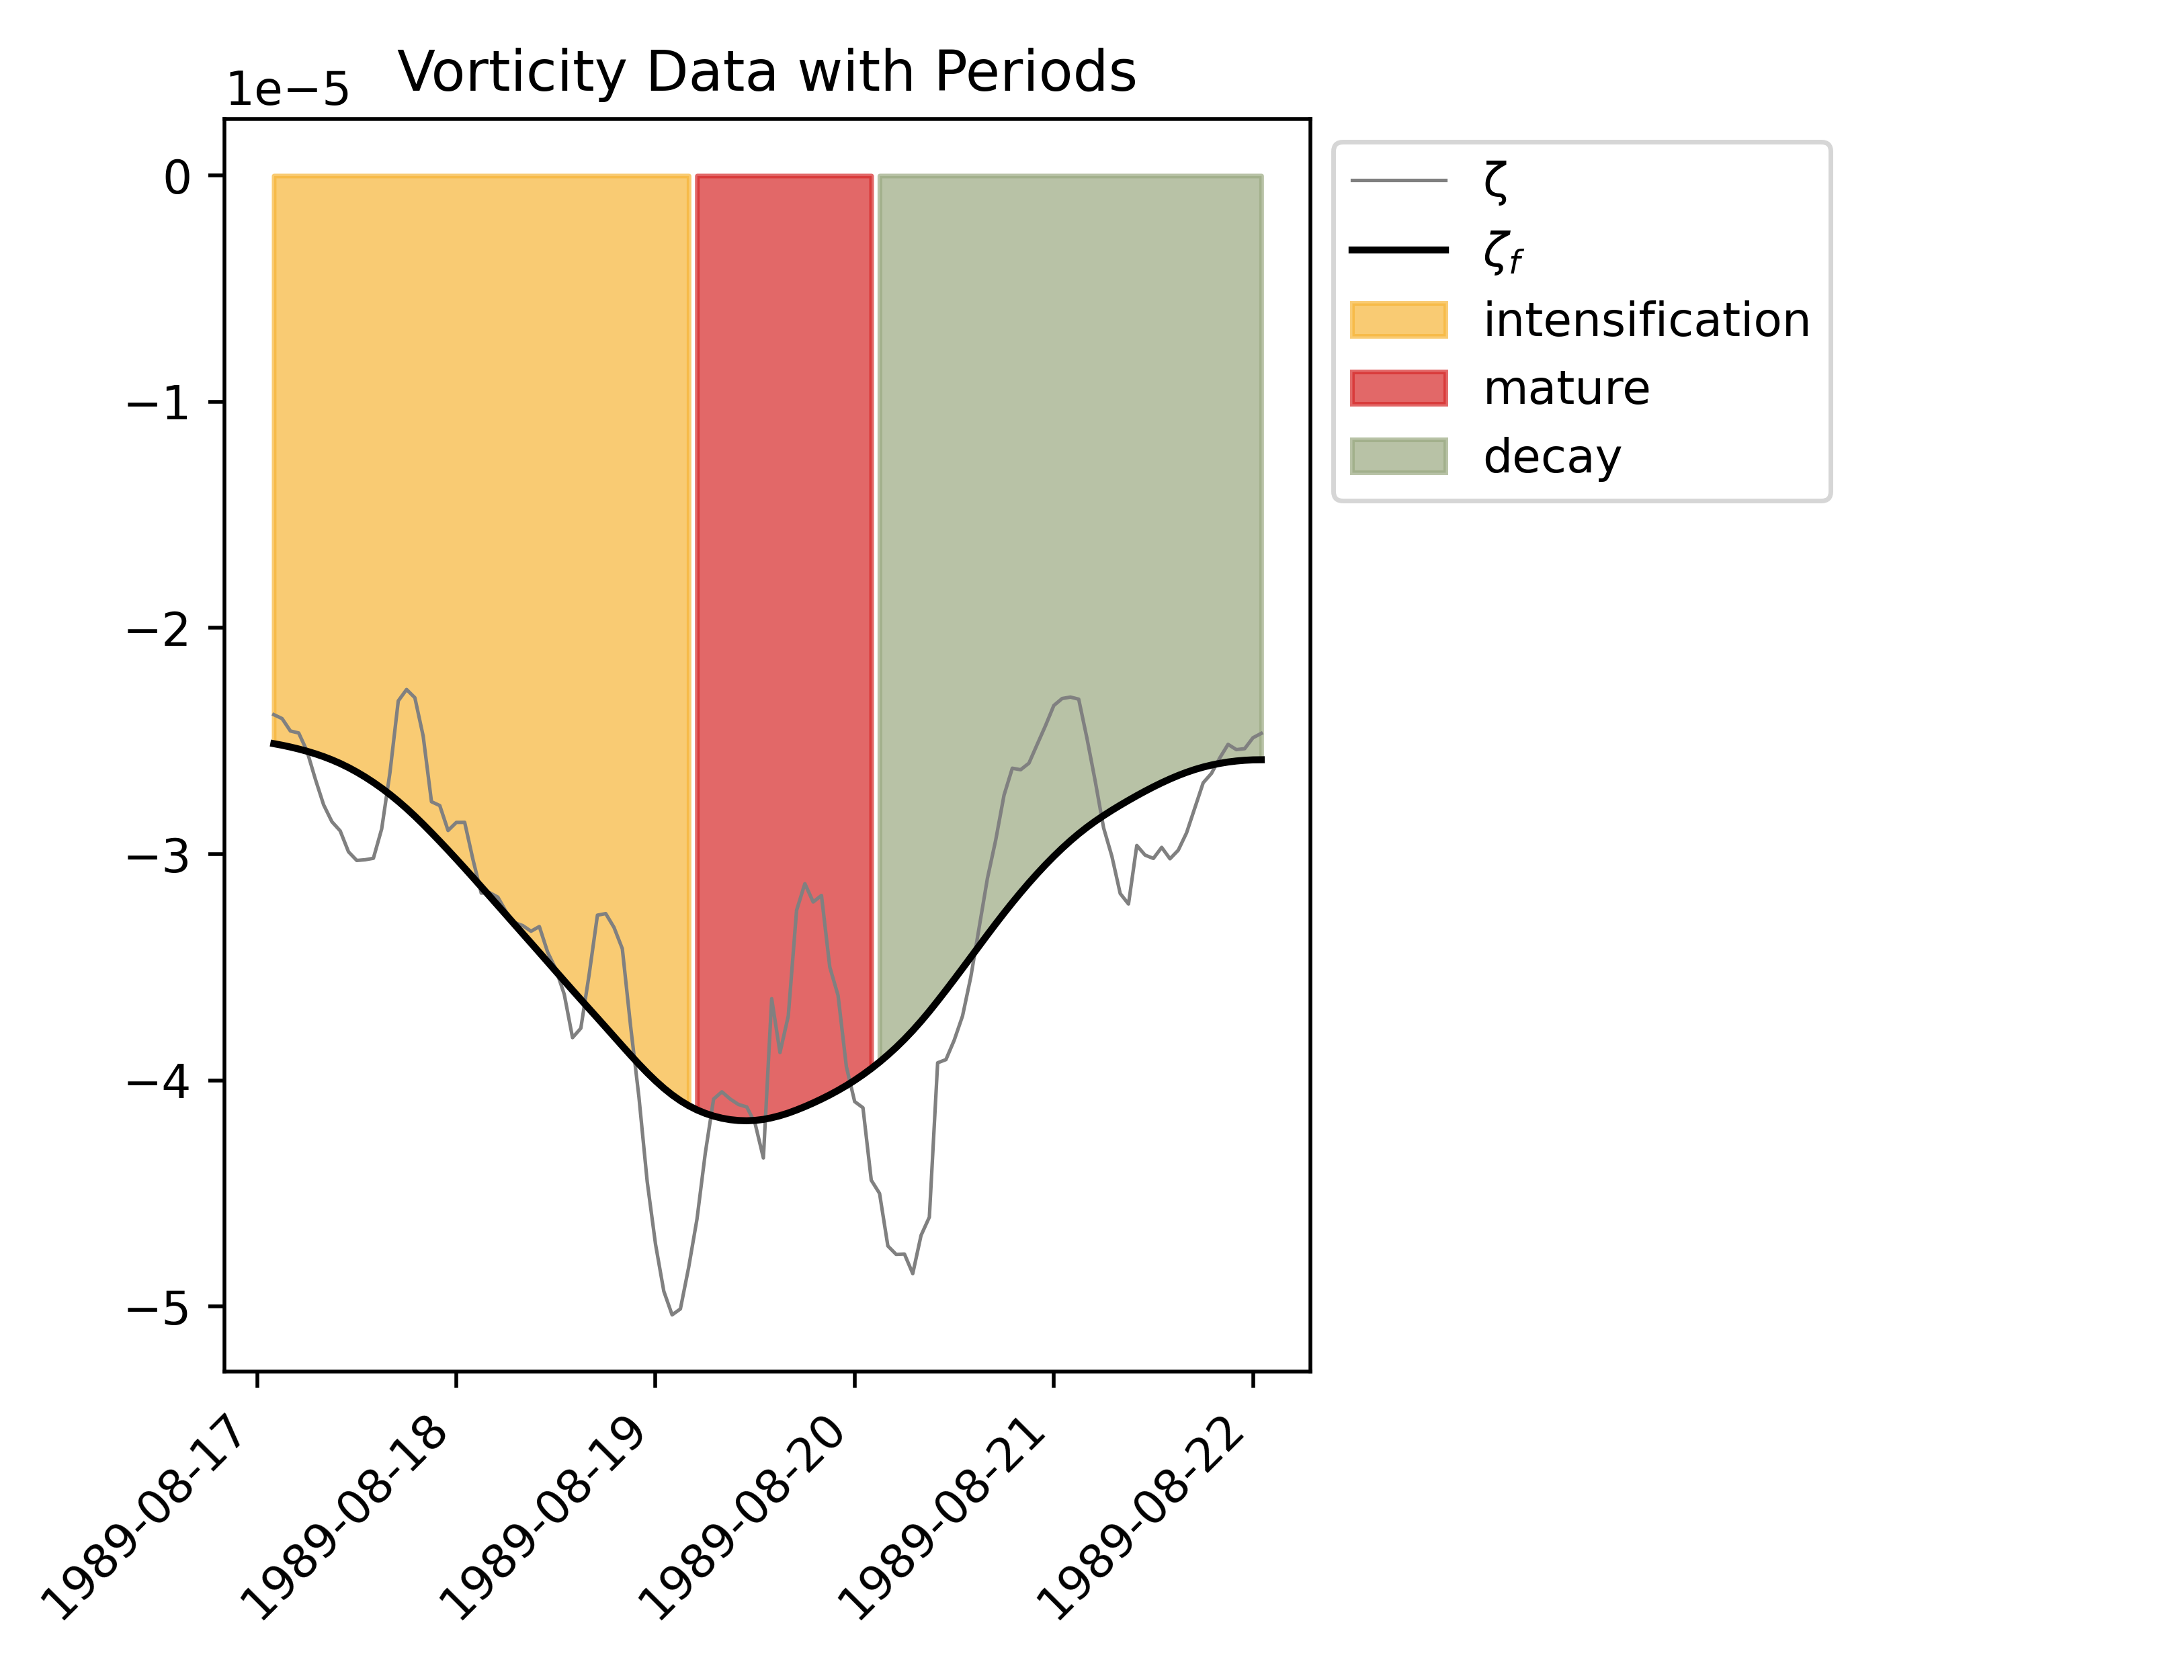 Vorticity Data with Periods
1e−5
0
−1
−2
−3
−4
−5
1989-08-17
1989-08-18
1989-08-19
1989-08-20
1989-08-21
1989-08-22
ζ
ζf
intensification
mature
decay